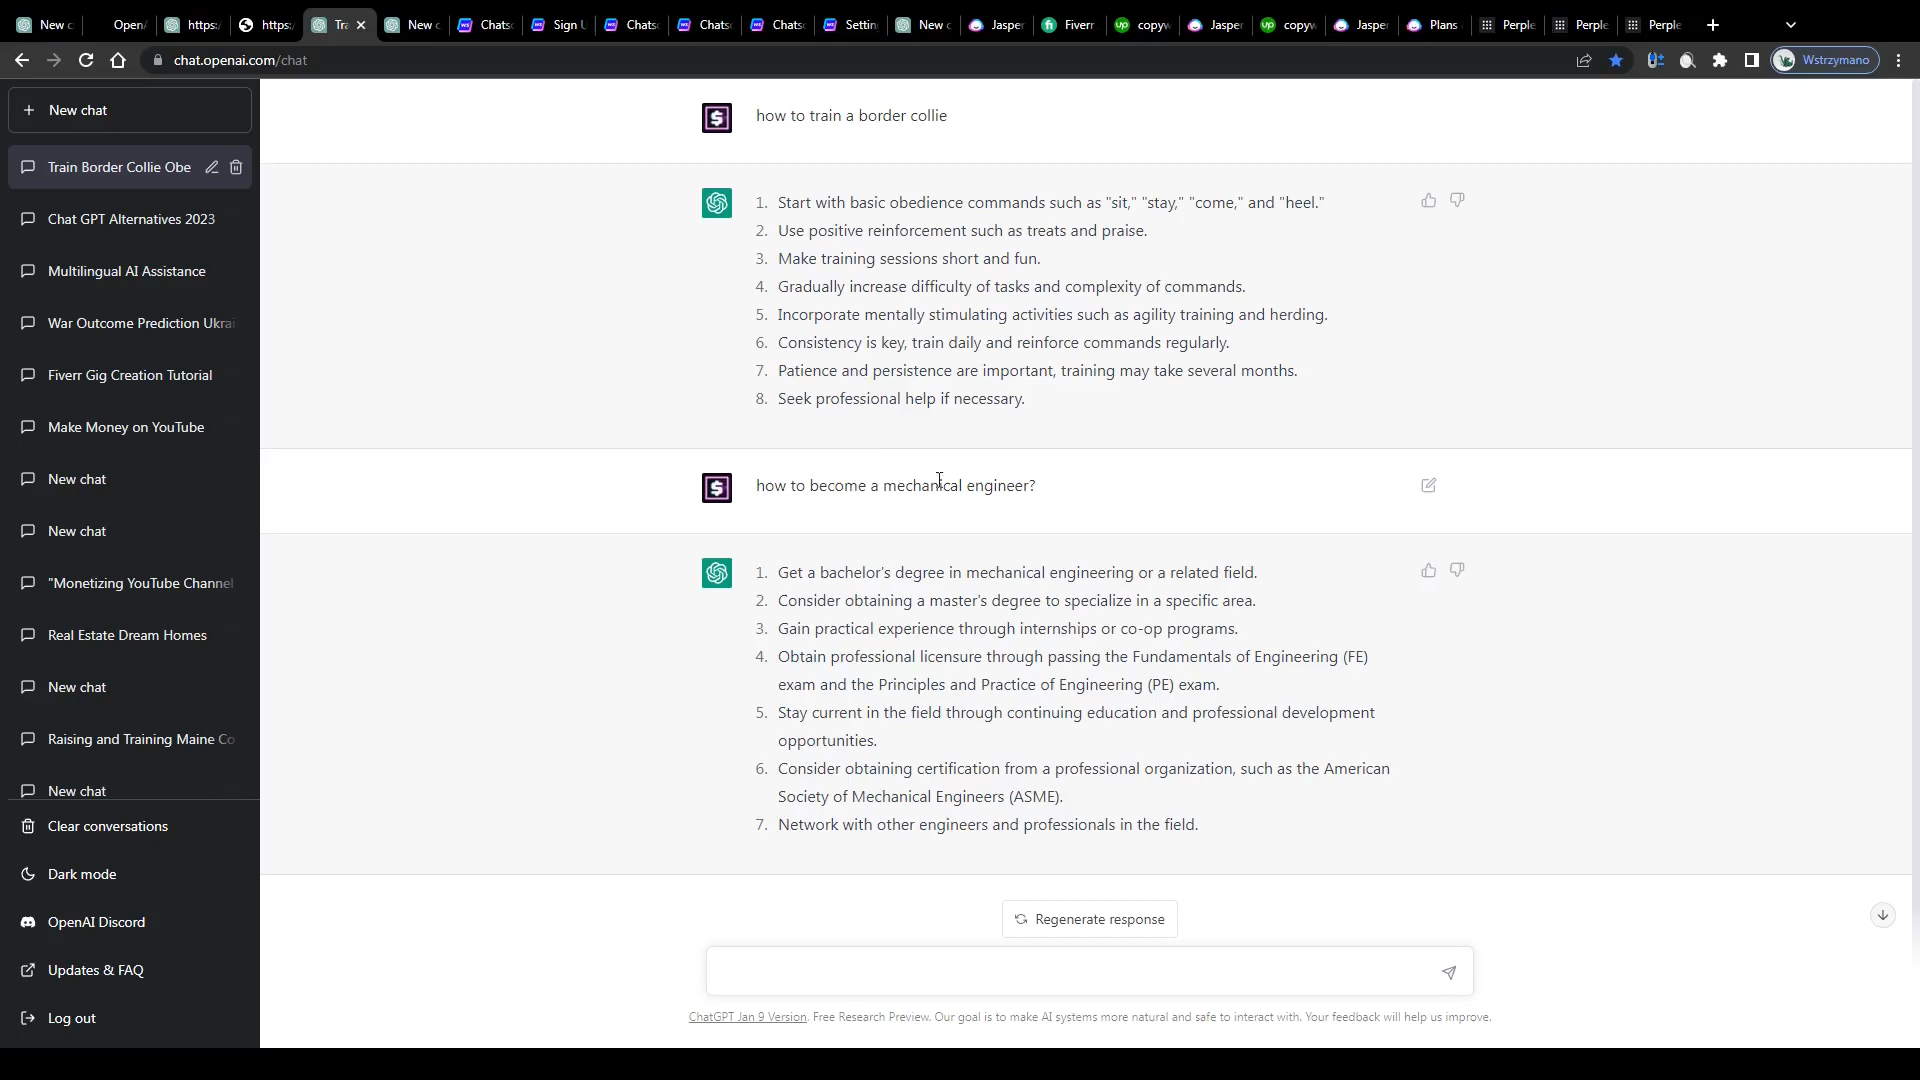 New c
OpenA
https:/
https:/
Tra
New c
Chatso
Sign U
Chatso
Chatso
Chatso
Settin
New c
Jasper
Fiverr
copyw
Jasper
copyw
Jasper
Plans
Perple
Perple
Perple
chat.openai.com/chat
Wstrzymano
New chat
Train Border Collie Obe
Chat GPT Alternatives 2023
Multilingual AI Assistance
War Outcome Prediction Ukrai
Fiverr Gig Creation Tutorial
Make Money on YouTube
New chat
New chat
"Monetizing YouTube Channel
Real Estate Dream Homes
New chat
Raising and Training Maine Co
New chat
Clear conversations
Dark mode
OpenAI Discord
Updates & FAQ
Log out
how to train a border collie
1. Start with basic obedience commands such as "sit," "stay," "come," and "heel."
2. Use positive reinforcement such as treats and praise.
3. Make training sessions short and fun.
4. Gradually increase difficulty of tasks and complexity of commands.
5. Incorporate mentally stimulating activities such as agility training and herding.
6. Consistency is key, train daily and reinforce commands regularly.
7. Patience and persistence are important, training may take several months.
8. Seek professional help if necessary.
how to become a mechanical engineer?
1. Get a bachelor's degree in mechanical engineering or a related field.
2. Consider obtaining a master's degree to specialize in a specific area.
3. Gain practical experience through internships or co-op programs.
4. Obtain professional licensure through passing the Fundamentals of Engineering (FE)
exam and the Principles and Practice of Engineering (PE) exam.
5. Stay current in the field through continuing education and professional development
opportunities.
6. Consider obtaining certification from a professional organization, such as the American
Society of Mechanical Engineers (ASME).
7. Network with other engineers and professionals in the field.
Regenerate response
ChatGPT Jan 9 Version. Free Research Preview. Our goal is to make AI systems more natural and safe to interact with. Your feedback will help us improve.